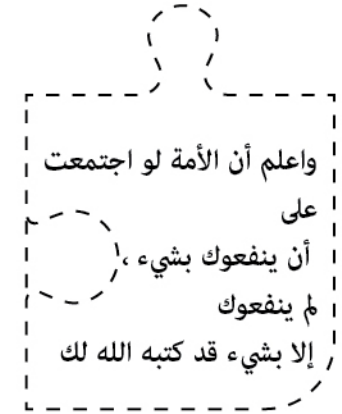 واعلم أن الأمة لو اجتمعت
على
أن ينفعوك بشيء ،
لم ينفعوك
إلا بشيء قد كتبه الله لك